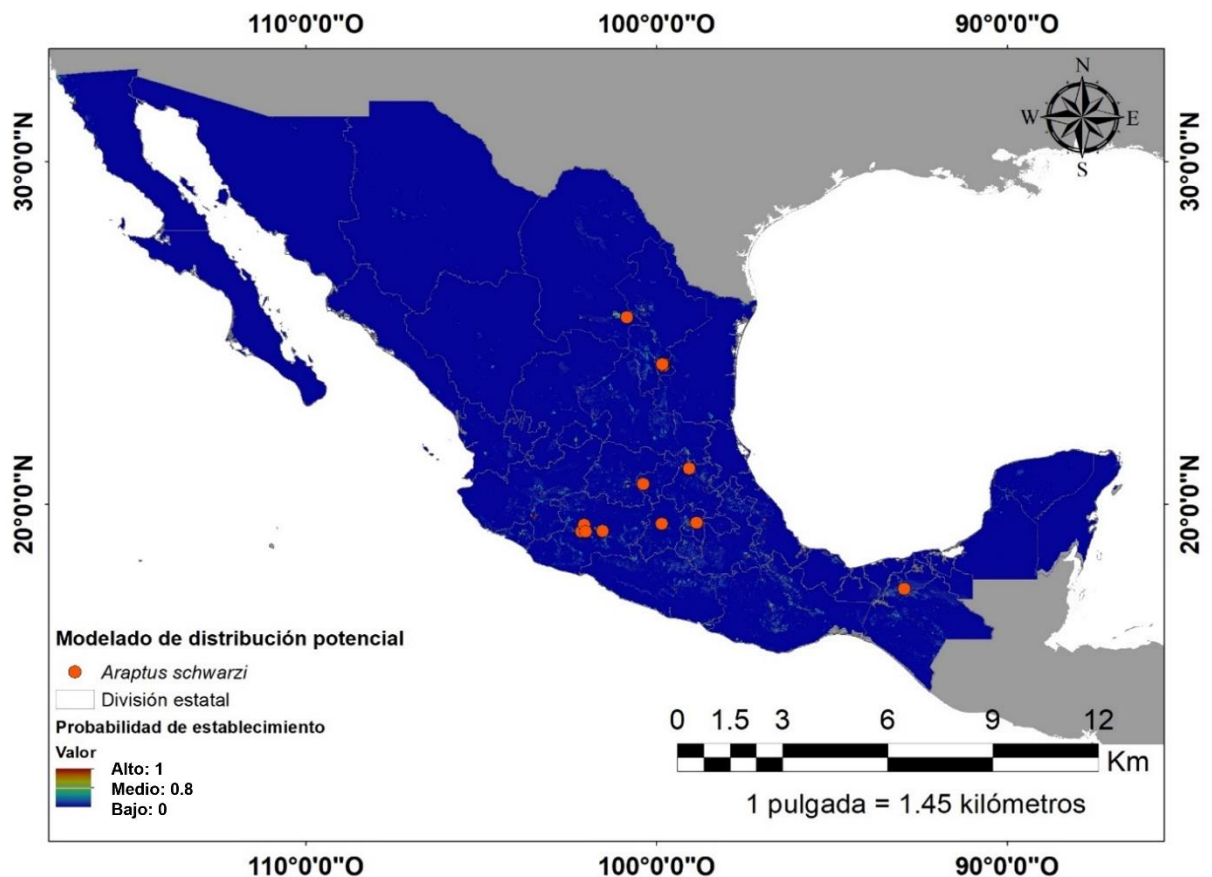 110°0'0"O 100°0'0"O 90°0'0"O
N
W E
S
30°0'0"N 30°0'0"N
20°0'0"N 20°0'0"N
Modelado de distribución potencial
Araptus schwarzi
División estatal
Probabilidad de establecimiento
Valor
Alto: 1
Medio: 0.8
Bajo: 0
0 1.5 3 6 9 12
Km
1 pulgada = 1.45 kilómetros
110°0'0"O 100°0'0"O 90°0'0"O